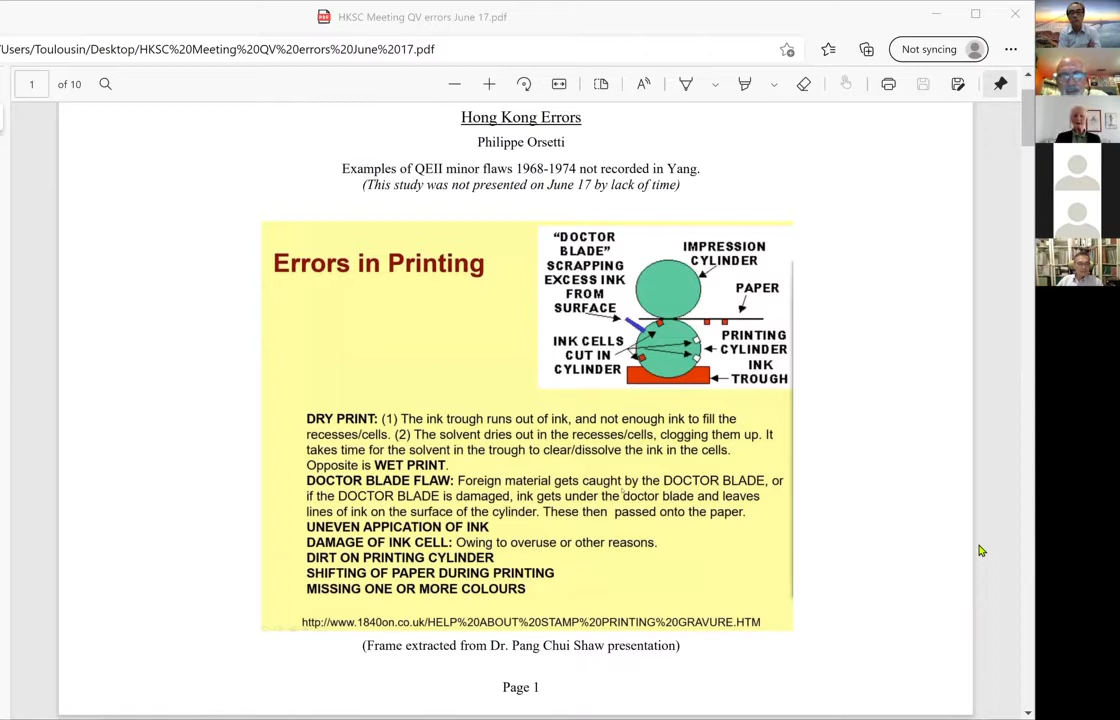 HKSC Meeting QV errors June 17.pdf
Users/Toulousin/Desktop/HKSC%20Meeting%20QV%20errors%20June%2017.pdf
Not syncing
1 of 10
Hong Kong Errors
Philippe Orsetti
Examples of QEII minor flaws 1968-1974 not recorded in Yang.
(This study was not presented on June 17 by lack of time)
Errors in Printing
“DOCTOR
BLADE”
SCRAPPING
EXCESS INK
FROM
SURFACE
IMPRESSION
CYLINDER
PAPER
INK CELLS
CUT IN
CYLINDER
PRINTING
CYLINDER
INK
TROUGH
DRY PRINT: (1) The ink trough runs out of ink, and not enough ink to fill the
recesses/cells. (2) The solvent dries out in the recesses/cells, clogging them up. It
takes time for the solvent in the trough to clear/dissolve the ink in the cells.
Opposite is WET PRINT.
DOCTOR BLADE FLAW: Foreign material gets caught by the DOCTOR BLADE, or
if the DOCTOR BLADE is damaged, ink gets under the doctor blade and leaves
lines of ink on the surface of the cylinder. These then passed onto the paper.
UNEVEN APPICATION OF INK
DAMAGE OF INK CELL: Owing to overuse or other reasons.
DIRT ON PRINTING CYLINDER
SHIFTING OF PAPER DURING PRINTING
MISSING ONE OR MORE COLOURS
http://www.1840on.co.uk/HELP%20ABOUT%20STAMP%20PRINTING%20GRAVURE.HTM
(Frame extracted from Dr. Pang Chui Shaw presentation)
Page 1